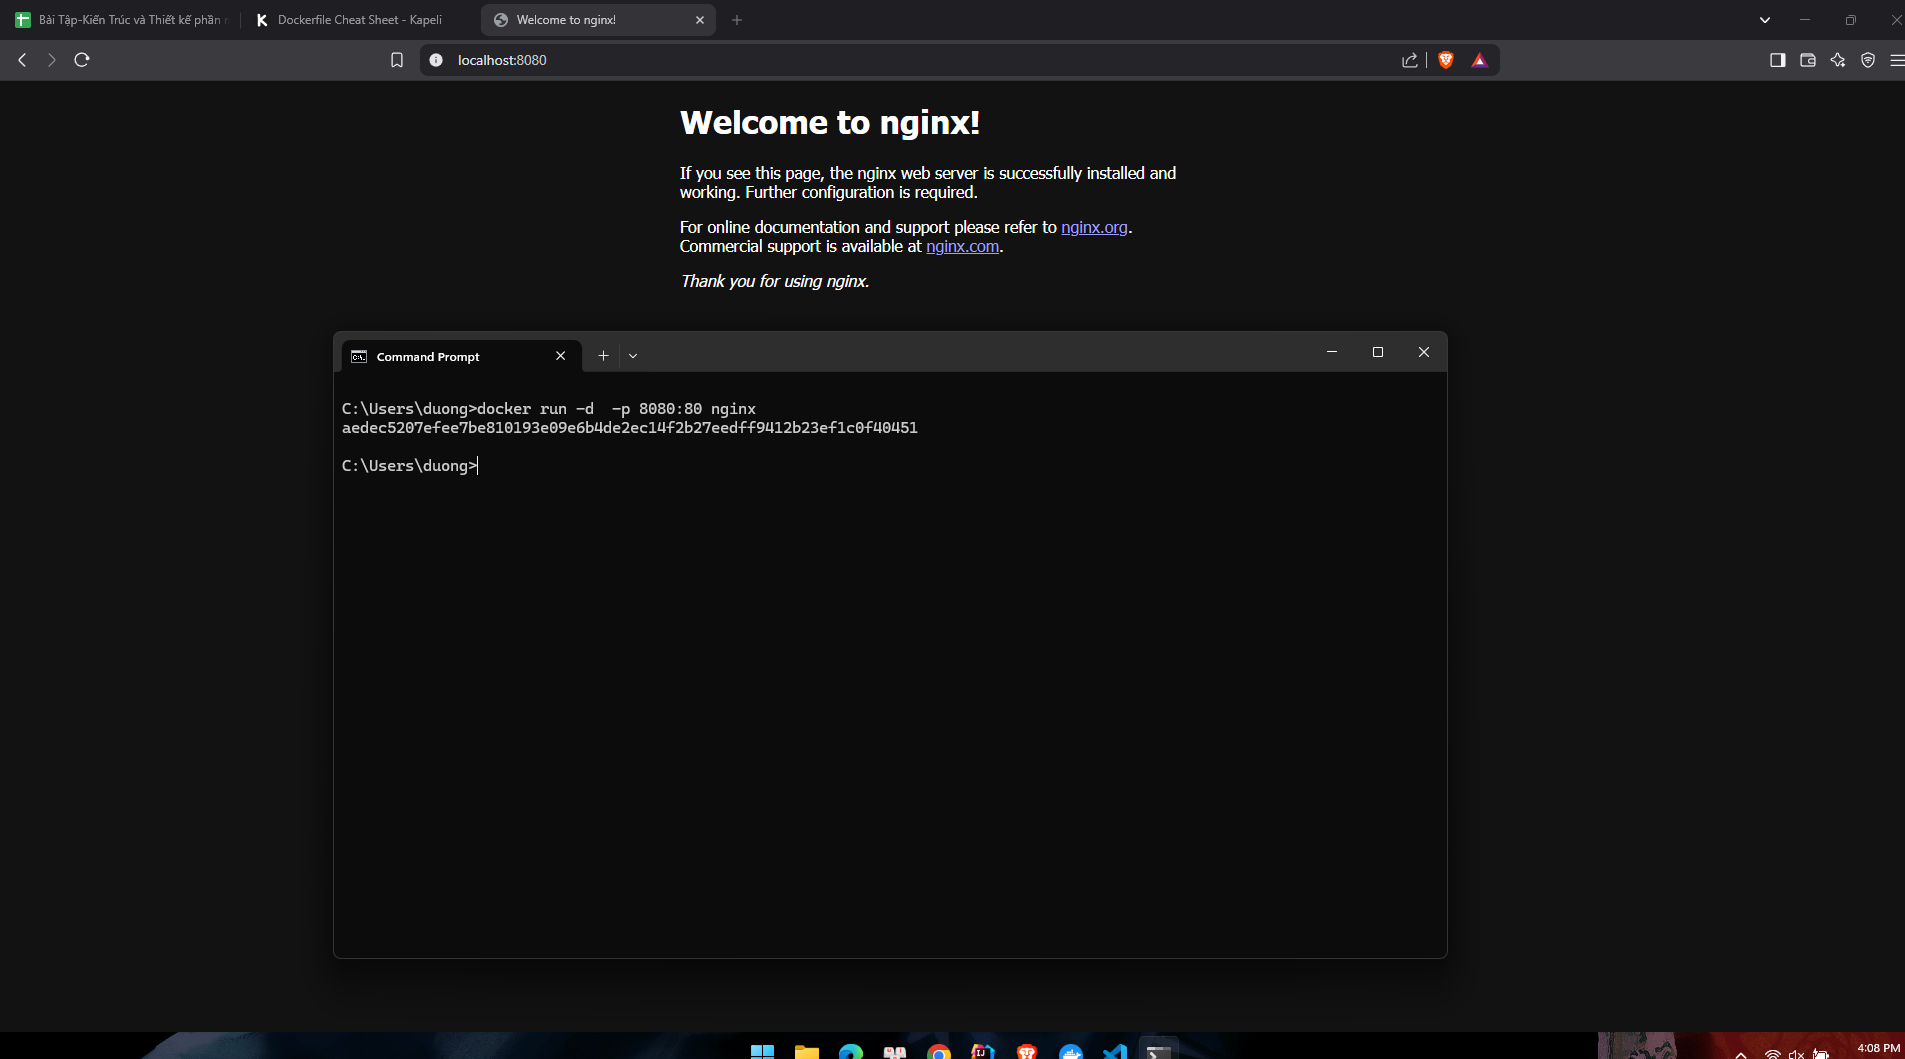 Bài Tập-Kiến Trúc và Thiết kế phần
Dockerfile Cheat Sheet - Kapeli
Welcome to nginx!
localhost:8080
Welcome to nginx!
If you see this page, the nginx web server is successfully installed and
working. Further configuration is required.
For online documentation and support please refer to nginx.org.
Commercial support is available at nginx.com.
Thank you for using nginx.
Command Prompt
C:\Users\duong>docker run -d  -p 8080:80 nginx
aedec5207efee7be810193e09e6b4de2ec14f2b27eedff9412b23ef1c0f40451
C:\Users\duong>
4:08 PM